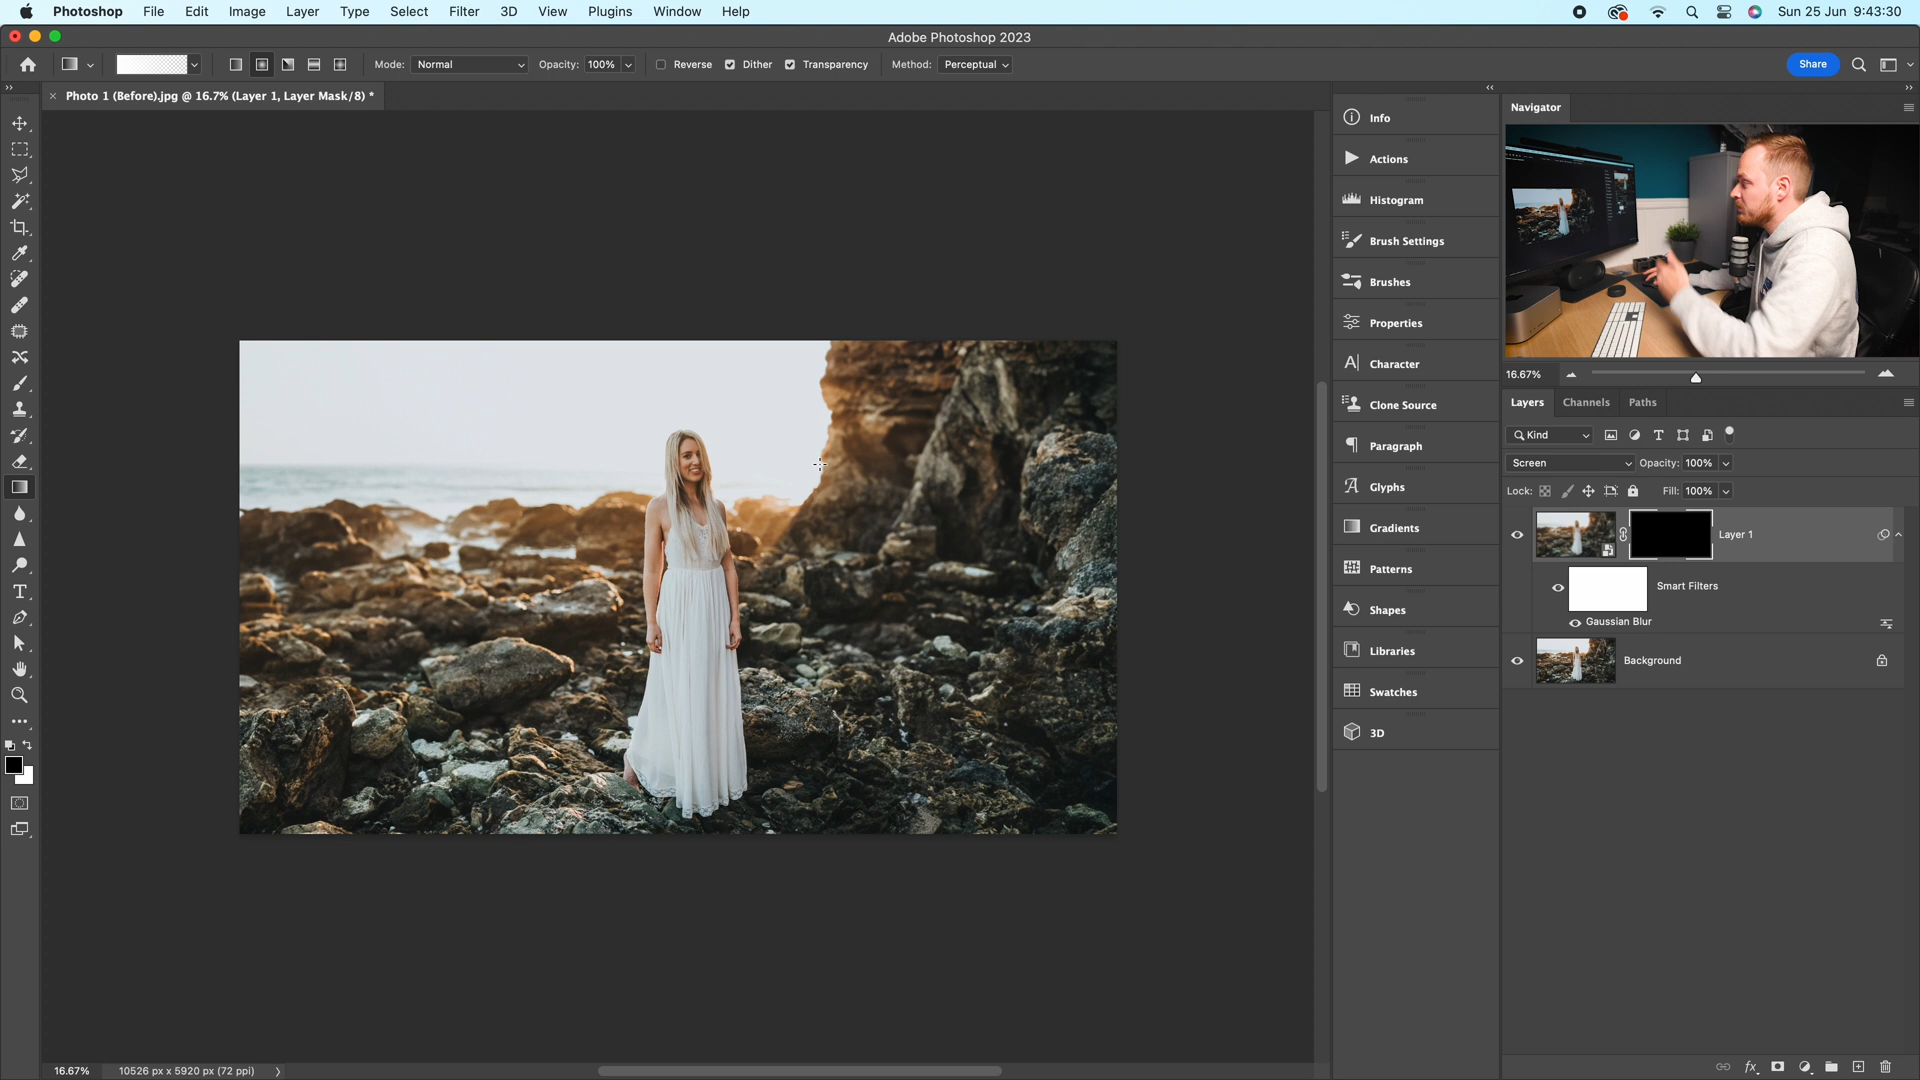 Photoshop File Edit Image Layer Type Select Filter 3D View Plugins Window Help Sun 25 Jun 9:43:30
Adobe Photoshop 2023
Mode: Normal Opacity: 100% Reverse Dither Transparency Method: Perceptual Share
Photo 1 (Before).jpg @ 16.7% (Layer 1, Layer Mask/8) *
Info
Actions
Histogram
Brush Settings
Brushes
Properties
Character
Clone Source
Paragraph
Glyphs
Gradients
Patterns
Shapes
Libraries
Swatches
3D
Navigator
16.67%
Layers Channels Paths
Kind
Screen Opacity: 100%
Lock: Fill: 100%
Layer 1
Smart Filters
Gaussian Blur
Background
16.67% 10526 px x 5920 px (72 ppi)